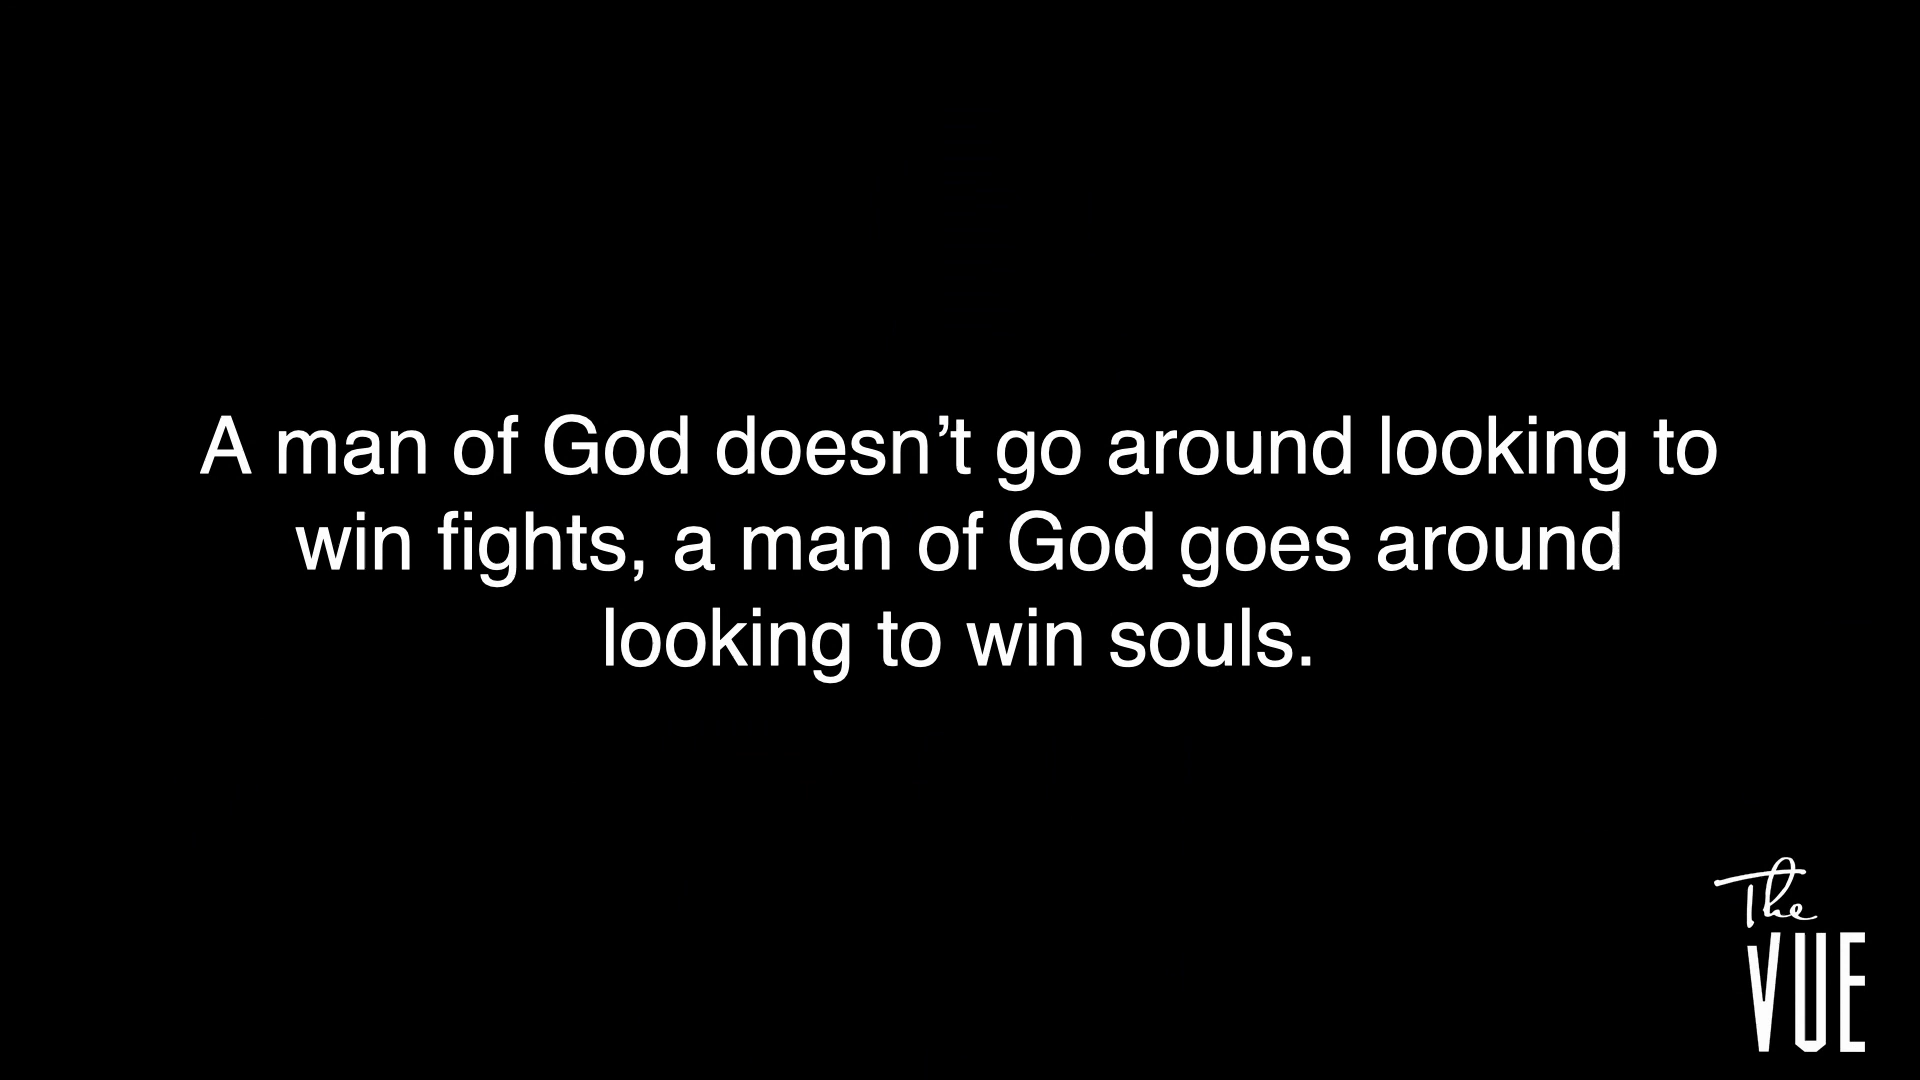 A man of God doesn’t go around looking to
win fights, a man of God goes around
looking to win souls.
The
VUE